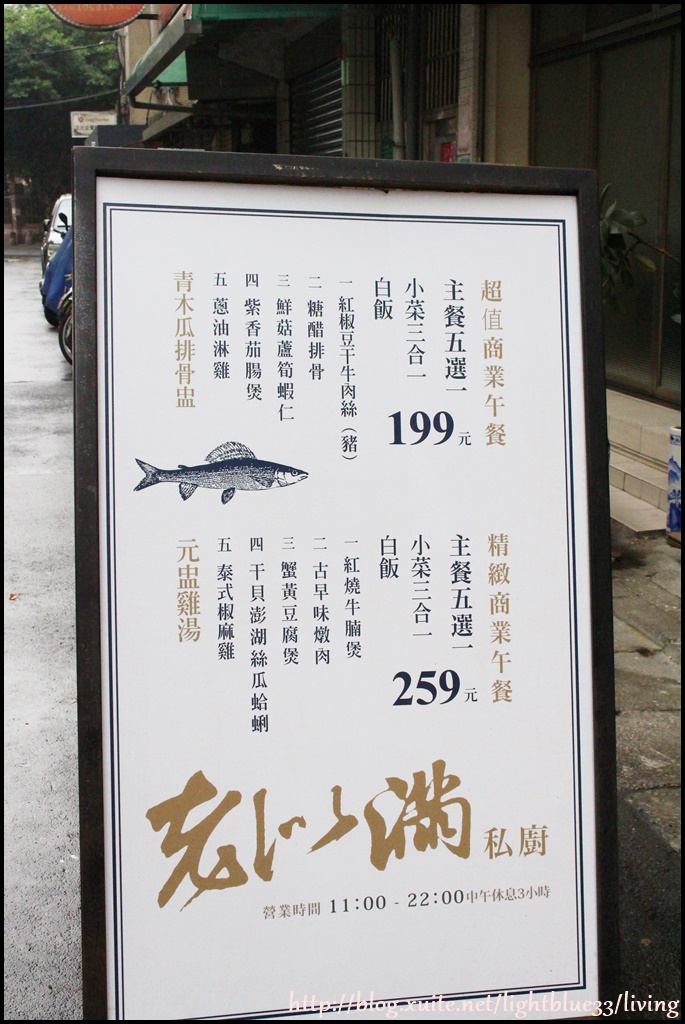 超值商業午餐
主餐五選一
小菜三合一
白飯
199元
一 紅椒豆干牛肉絲（豬）
二 糖醋排骨
三 鮮菇蘆筍蝦仁
四 紫香茄腸煲
五 蔥油淋雞
青木瓜排骨盅
精緻商業午餐
主餐五選一
小菜三合一
白飯
259元
一 紅燒牛腩煲
二 古早味燉肉
三 蟹黃豆腐煲
四 干貝澎湖絲瓜蛤蜊
五 泰式椒麻雞
元盅雞湯
私廚
營業時間 11:00 - 22:00中午休息3小時
http://blog.xuite.net/lightblue33/living